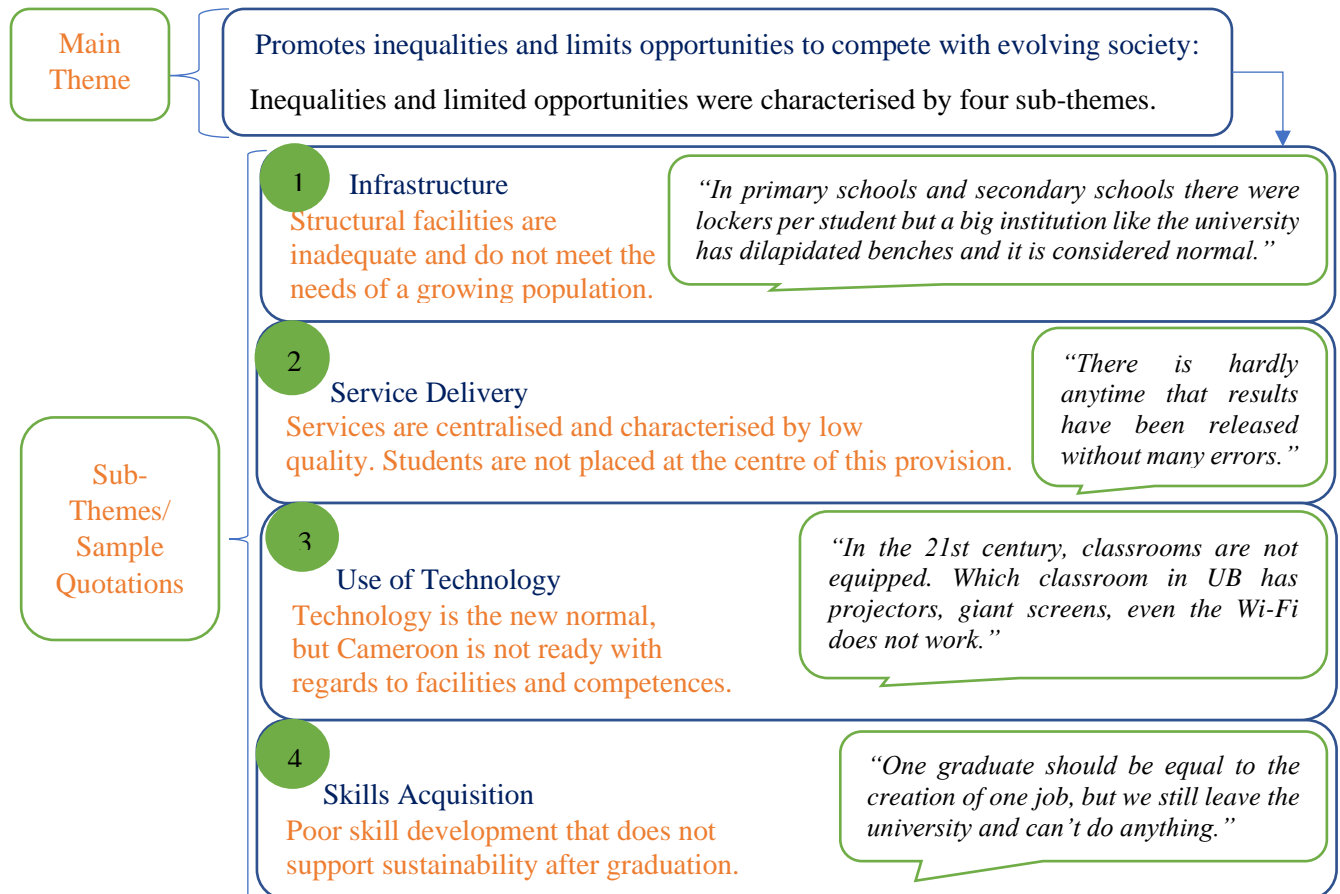 Main
Theme
Promotes inequalities and limits opportunities to compete with evolving society:
Inequalities and limited opportunities were characterised by four sub-themes.
Sub-
Themes/
Sample
Quotations
1
Infrastructure
Structural facilities are
inadequate and do not meet the
needs of a growing population.
“In primary schools and secondary schools there were
lockers per student but a big institution like the university
has dilapidated benches and it is considered normal.”
2
Service Delivery
Services are centralised and characterised by low
quality. Students are not placed at the centre of this provision.
“There is hardly
anytime that results
have been released
without many errors.”
3
Use of Technology
Technology is the new normal,
but Cameroon is not ready with
regards to facilities and competences.
“In the 21st century, classrooms are not
equipped. Which classroom in UB has
projectors, giant screens, even the Wi-Fi
does not work.”
4
Skills Acquisition
Poor skill development that does not
support sustainability after graduation.
“One graduate should be equal to the
creation of one job, but we still leave the
university and can’t do anything.”